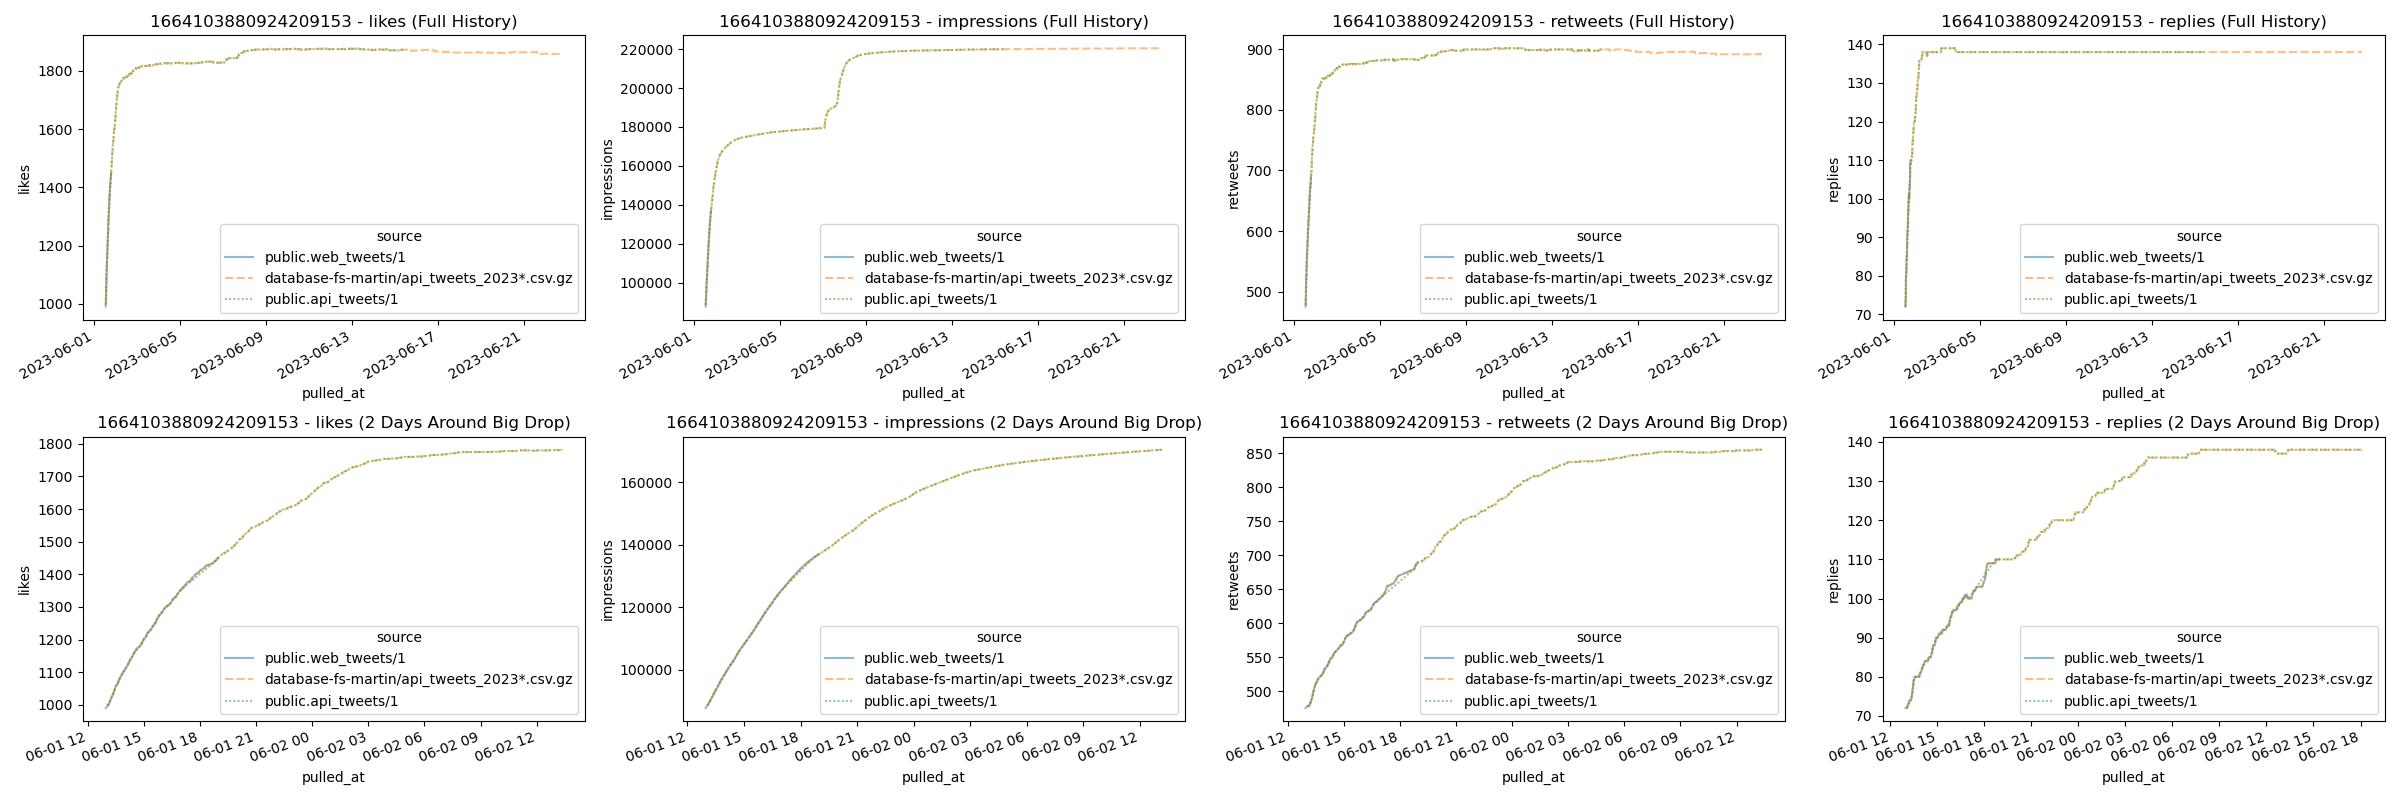 1664103880924209153 - likes (Full History)
likes
1800
1600
1400
1200
1000
source
public.web_tweets/1
database-fs-martin/api_tweets_2023*.csv.gz
public.api_tweets/1
2023-06-01
2023-06-05
2023-06-09
2023-06-13
2023-06-17
2023-06-21
pulled_at
1664103880924209153 - impressions (Full History)
impressions
220000
200000
180000
160000
140000
120000
100000
source
public.web_tweets/1
database-fs-martin/api_tweets_2023*.csv.gz
public.api_tweets/1
2023-06-01
2023-06-05
2023-06-09
2023-06-13
2023-06-17
2023-06-21
pulled_at
1664103880924209153 - retweets (Full History)
retweets
900
800
700
600
500
source
public.web_tweets/1
database-fs-martin/api_tweets_2023*.csv.gz
public.api_tweets/1
2023-06-01
2023-06-05
2023-06-09
2023-06-13
2023-06-17
2023-06-21
pulled_at
1664103880924209153 - replies (Full History)
replies
140
130
120
110
100
90
80
70
source
public.web_tweets/1
database-fs-martin/api_tweets_2023*.csv.gz
public.api_tweets/1
2023-06-01
2023-06-05
2023-06-09
2023-06-13
2023-06-17
2023-06-21
pulled_at
1664103880924209153 - likes (2 Days Around Big Drop)
likes
1800
1700
1600
1500
1400
1300
1200
1100
1000
source
public.web_tweets/1
database-fs-martin/api_tweets_2023*.csv.gz
public.api_tweets/1
06-01 12
06-01 15
06-01 18
06-01 21
06-02 00
06-02 03
06-02 06
06-02 09
06-02 12
pulled_at
1664103880924209153 - impressions (2 Days Around Big Drop)
impressions
160000
140000
120000
100000
source
public.web_tweets/1
database-fs-martin/api_tweets_2023*.csv.gz
public.api_tweets/1
06-01 12
06-01 15
06-01 18
06-01 21
06-02 00
06-02 03
06-02 06
06-02 09
06-02 12
pulled_at
1664103880924209153 - retweets (2 Days Around Big Drop)
retweets
850
800
750
700
650
600
550
500
source
public.web_tweets/1
database-fs-martin/api_tweets_2023*.csv.gz
public.api_tweets/1
06-01 12
06-01 15
06-01 18
06-01 21
06-02 00
06-02 03
06-02 06
06-02 09
06-02 12
pulled_at
1664103880924209153 - replies (2 Days Around Big Drop)
replies
140
130
120
110
100
90
80
70
source
public.web_tweets/1
database-fs-martin/api_tweets_2023*.csv.gz
public.api_tweets/1
06-01 12
06-01 15
06-01 18
06-01 21
06-02 00
06-02 03
06-02 06
06-02 09
06-02 12
06-02 15
06-02 18
pulled_at